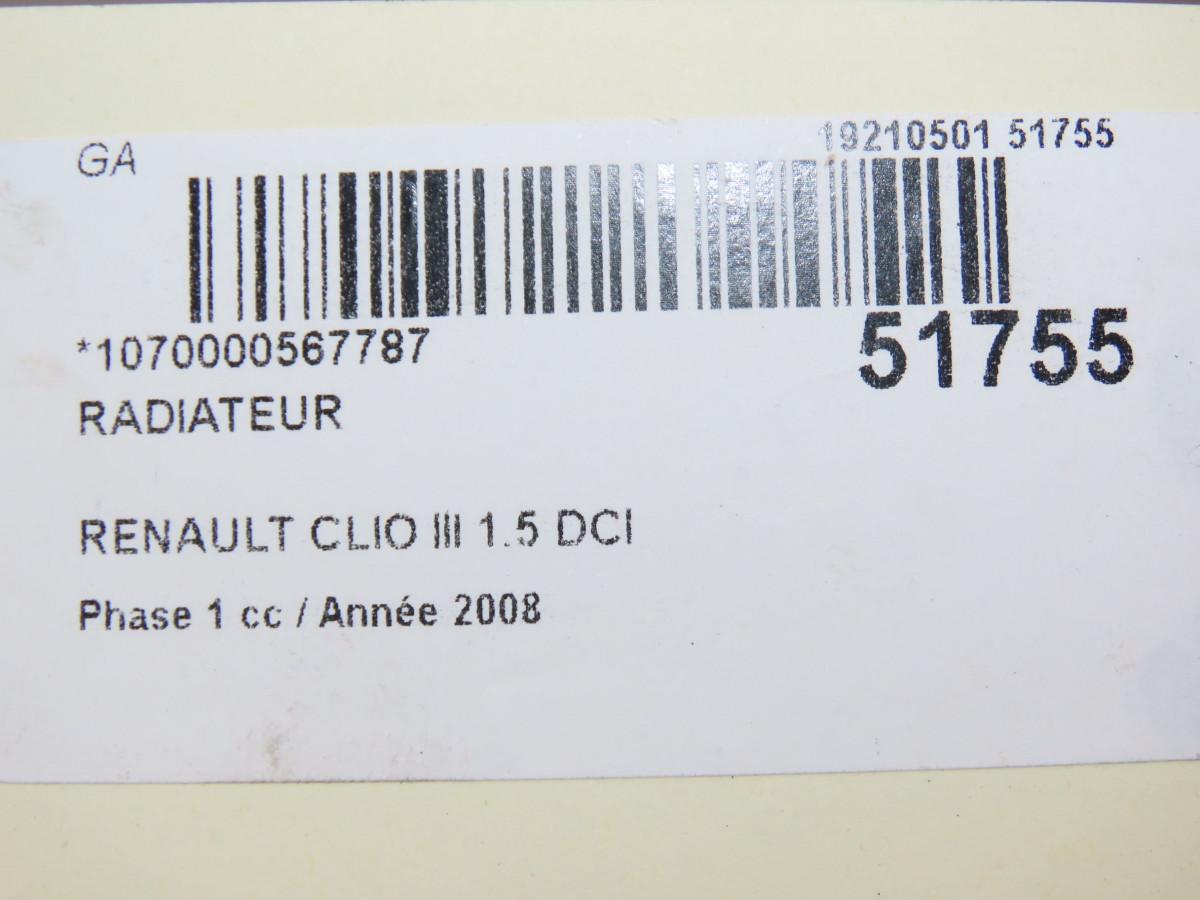 GA
19210501 51755
*1070000567787
51755
RADIATEUR
RENAULT CLIO III 1.5 DCI
Phase 1 cc / Année 2008